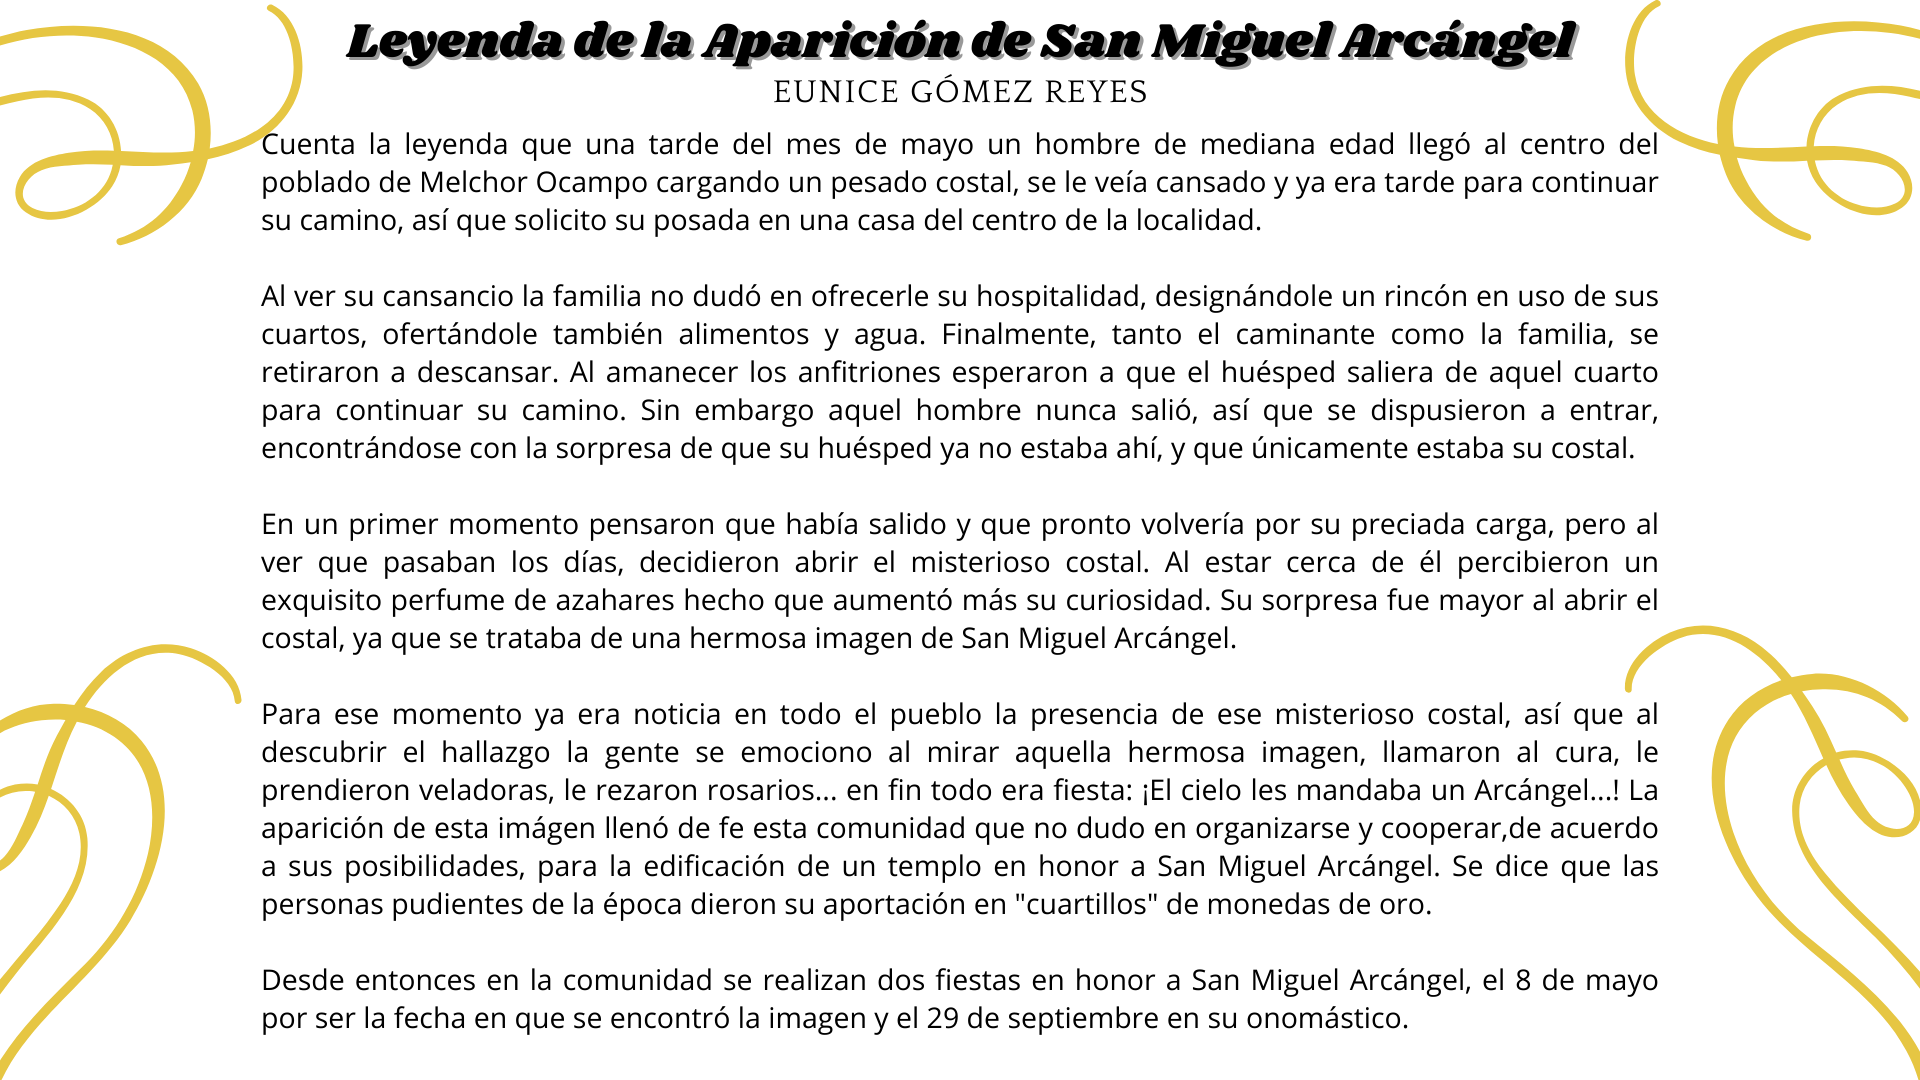 Leyenda de la Aparición de San Miguel Arcángel
EUNICE GÓMEZ REYES
Cuenta la leyenda que una tarde del mes de mayo un hombre de mediana edad llegó al centro del
poblado de Melchor Ocampo cargando un pesado costal, se le veía cansado y ya era tarde para continuar
su camino, así que solicito su posada en una casa del centro de la localidad.
Al ver su cansancio la familia no dudó en ofrecerle su hospitalidad, designándole un rincón en uso de sus
cuartos, ofertándole también alimentos y agua. Finalmente, tanto el caminante como la familia, se
retiraron a descansar. Al amanecer los anfitriones esperaron a que el huésped saliera de aquel cuarto
para continuar su camino. Sin embargo aquel hombre nunca salió, así que se dispusieron a entrar,
encontrándose con la sorpresa de que su huésped ya no estaba ahí, y que únicamente estaba su costal.
En un primer momento pensaron que había salido y que pronto volvería por su preciada carga, pero al
ver que pasaban los días, decidieron abrir el misterioso costal. Al estar cerca de él percibieron un
exquisito perfume de azahares hecho que aumentó más su curiosidad. Su sorpresa fue mayor al abrir el
costal, ya que se trataba de una hermosa imagen de San Miguel Arcángel.
Para ese momento ya era noticia en todo el pueblo la presencia de ese misterioso costal, así que al
descubrir el hallazgo la gente se emociono al mirar aquella hermosa imagen, llamaron al cura, le
prendieron veladoras, le rezaron rosarios... en fin todo era fiesta: ¡El cielo les mandaba un Arcángel...! La
aparición de esta imágen llenó de fe esta comunidad que no dudo en organizarse y cooperar,de acuerdo
a sus posibilidades, para la edificación de un templo en honor a San Miguel Arcángel. Se dice que las
personas pudientes de la época dieron su aportación en "cuartillos" de monedas de oro.
Desde entonces en la comunidad se realizan dos fiestas en honor a San Miguel Arcángel, el 8 de mayo
por ser la fecha en que se encontró la imagen y el 29 de septiembre en su onomástico.